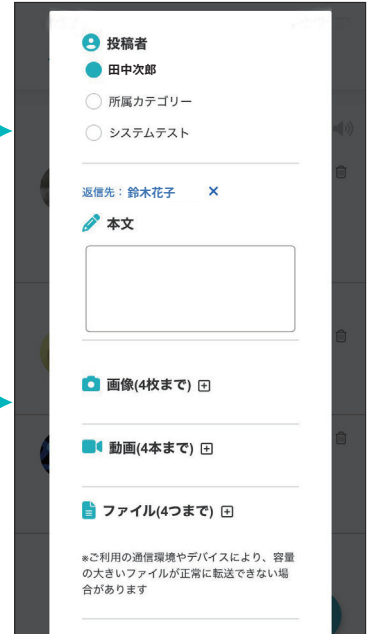 投稿者
田中次郎
所属カテゴリー
システムテスト
返信先：鈴木花子 ×
本文
画像(4枚まで)
動画(4本まで)
ファイル(4つまで)
※ご利用の通信環境やデバイスにより、容量
の大きいファイルが正常に転送できない場
合があります